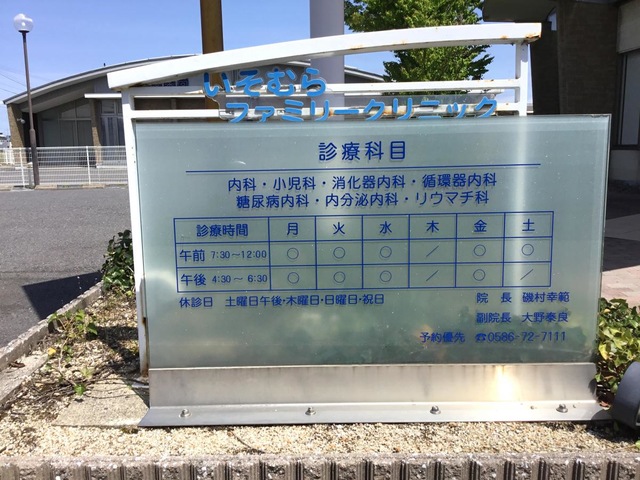 いそむら
ファミリークリニック
診療科目
内科・小児科・消化器内科・循環器内科
糖尿病内科・内分泌内科・リウマチ科
診療時間 月 火 水 木 金 土
午前 7:30〜12:00 ○ ○ ○ ／ ○ ○
午後 4:30〜6:30 ○ ○ ○ ／ ○ ／
休診日 土曜日午後・木曜日・日曜日・祝日 院 長 磯村幸範
副院長 大野泰良
予約優先 ☎0586-72-7111